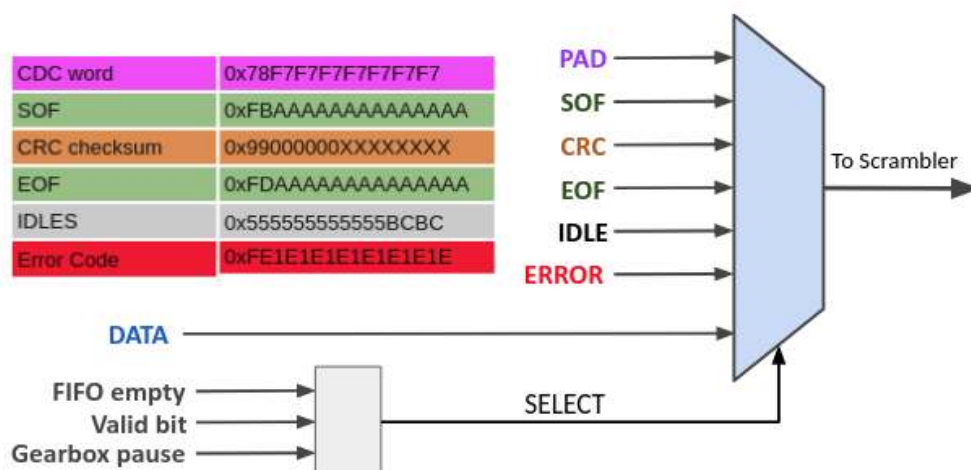 CDC word 0x78F7F7F7F7F7F7F7
SOF 0xFBAAAAAAAAAAAAAA
CRC checksum 0x99000000XXXXXXXX
EOF 0xFDAAAAAAAAAAAAAA
IDLES 0x555555555555BCBC
Error Code 0xFE1E1E1E1E1E1E1E
PAD
SOF
CRC
EOF
IDLE
ERROR
DATA
To Scrambler
FIFO empty
Valid bit
Gearbox pause
SELECT